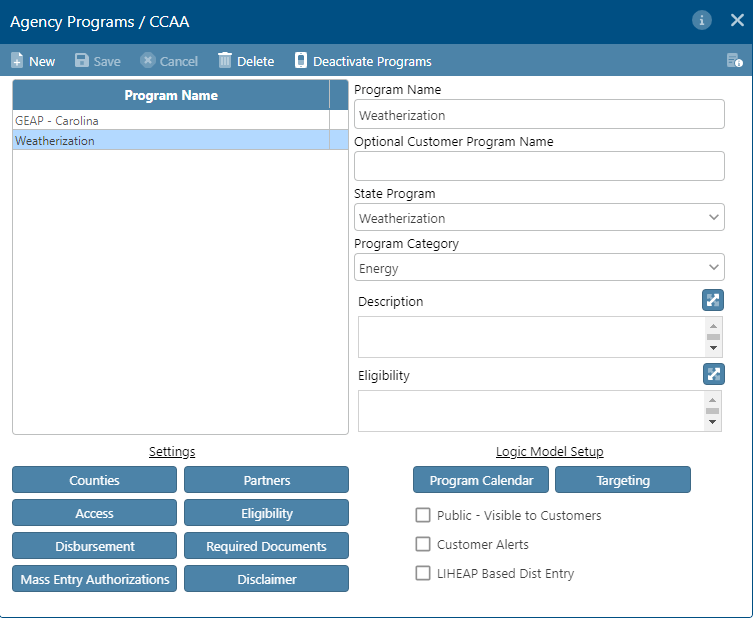 Agency Programs / CCAA
New Save Cancel Delete Deactivate Programs
Program Name
GEAP - Carolina
Weatherization
Program Name
Weatherization
Optional Customer Program Name
State Program
Weatherization
Program Category
Energy
Description
Eligibility
Settings
Counties Partners
Access Eligibility
Disbursement Required Documents
Mass Entry Authorizations Disclaimer
Logic Model Setup
Program Calendar Targeting
Public - Visible to Customers
Customer Alerts
LIHEAP Based Dist Entry